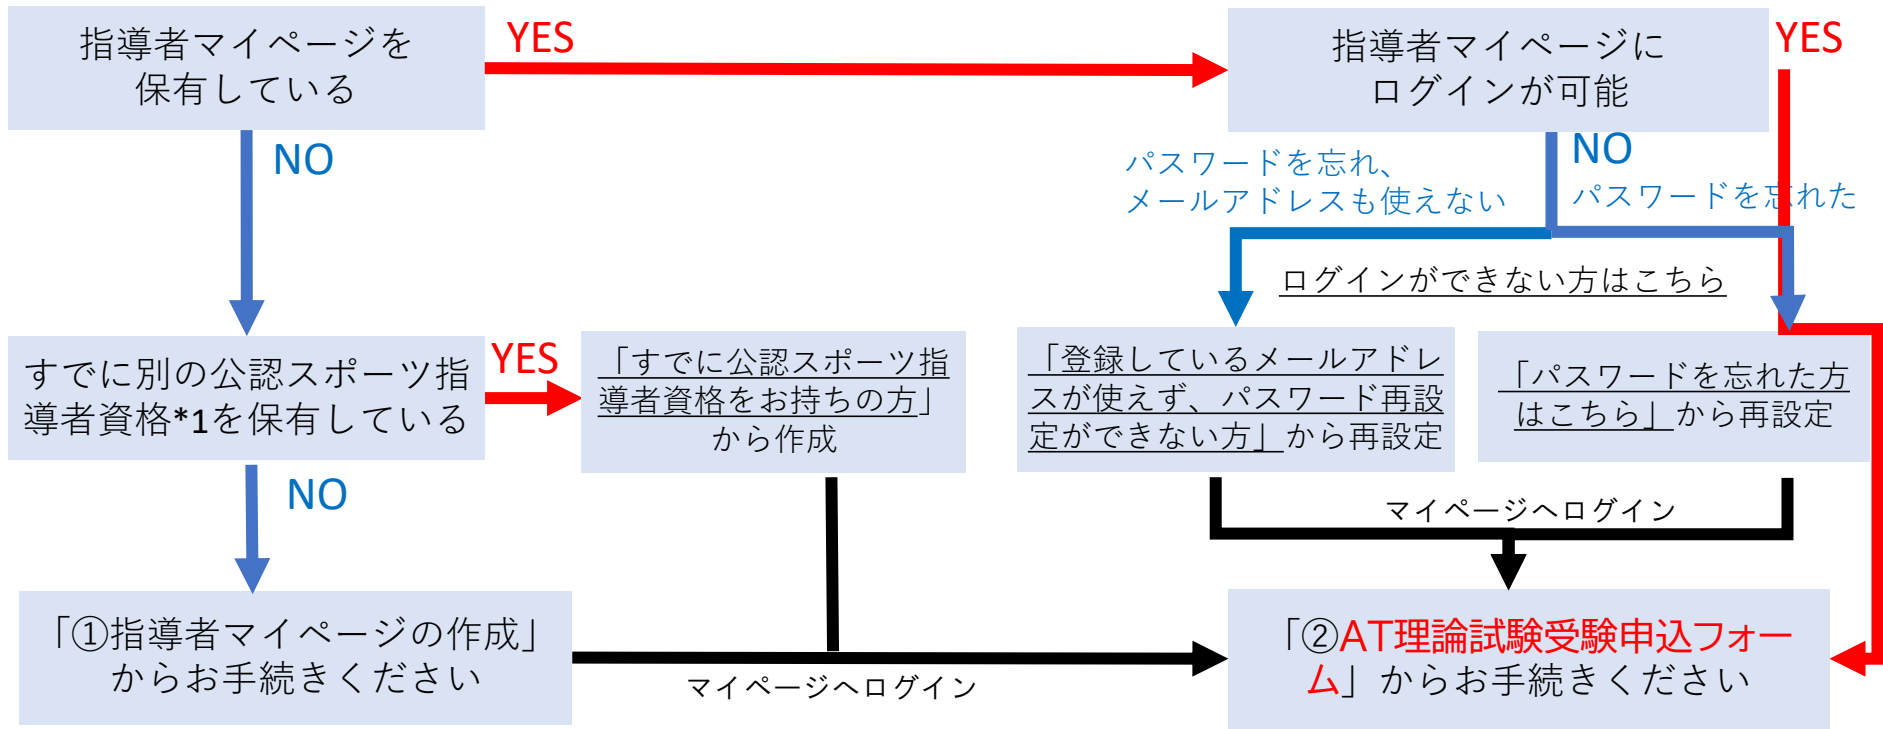 指導者マイページを
保有している
YES
指導者マイページに
ログインが可能
YES
NO
NO
パスワードを忘れ、
メールアドレスも使えない
パスワードを忘れた
ログインができない方はこちら
すでに別の公認スポーツ指
導者資格*1を保有している
YES
「すでに公認スポーツ指
導者資格をお持ちの方」
から作成
「登録しているメールアドレ
スが使えず、パスワード再設
定ができない方」から再設定
「パスワードを忘れた方
はこちら」から再設定
NO
マイページへログイン
「①指導者マイページの作成」
からお手続きください
マイページへログイン
「②AT理論試験受験申込フォー
ム」からお手続きください